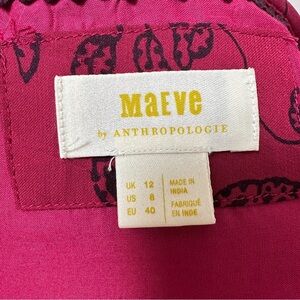 MAEVE
by ANTHROPOLOGIE
UK 12
US 8
EU 40
MADE IN
INDIA
FABRIQUÉ
EN INDE